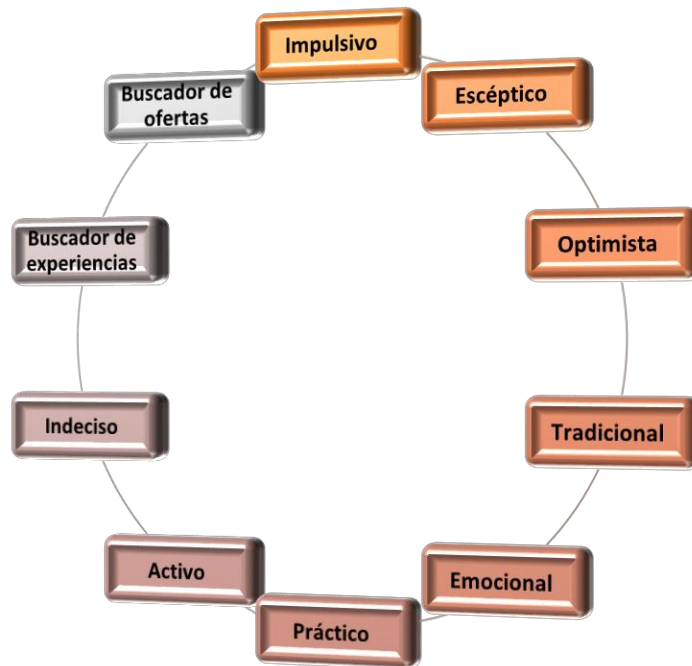 Impulsivo
Escéptico
Optimista
Tradicional
Emocional
Práctico
Activo
Indeciso
Buscador de
experiencias
Buscador de
ofertas